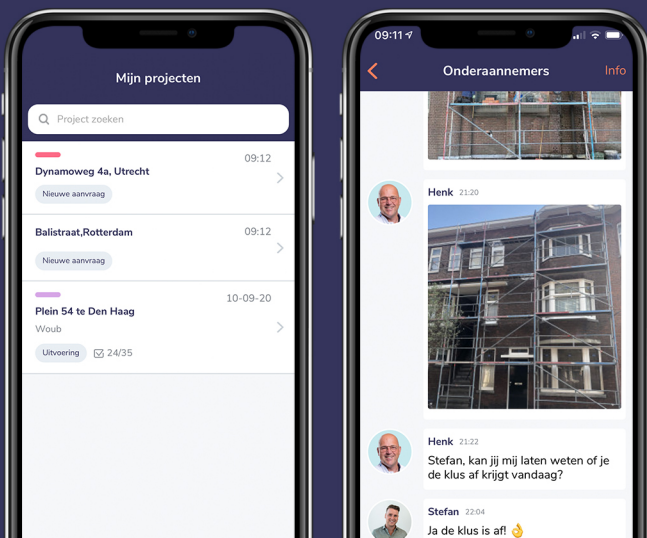 Mijn projecten
Project zoeken
09:12
Dynamoweg 4a, Utrecht
Nieuwe aanvraag
Balistraat,Rotterdam
09:12
Nieuwe aanvraag
10-09-20
Plein 54 te Den Haag
Woub
Uitvoering
24/35
09:11
Onderaannemers
Info
Henk 21:20
Henk 21:22
Stefan, kan jij mij laten weten of je
de klus af krijgt vandaag?
Stefan 22:04
Ja de klus is af! 👌